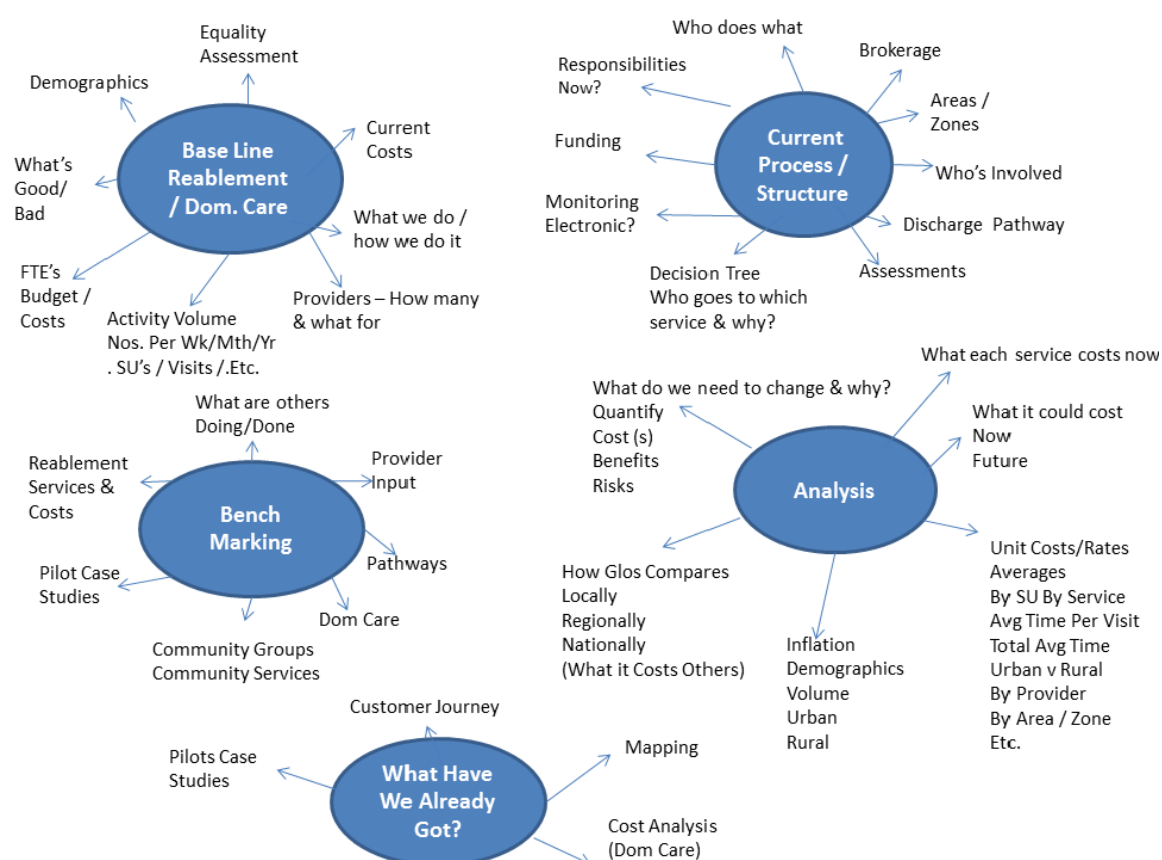 Equality
Assessment
Demographics
Current
Costs
Base Line
Reablement
/ Dom. Care
What's
Good/
Bad
What we do /
how we do it
FTE's
Budget /
Costs
Providers – How many
& what for
Activity Volume
Nos. Per Wk/Mth/Yr
. SU's / Visits /.Etc.
Who does what
Brokerage
Responsibilities
Now?
Areas /
Zones
Current
Process /
Structure
Funding
Who's Involved
Monitoring
Electronic?
Discharge Pathway
Assessments
Decision Tree
Who goes to which
service & why?
What are others
Doing/Done
Reablement
Services &
Costs
Provider
Input
Bench
Marking
Pathways
Pilot Case
Studies
Dom Care
Community Groups
Community Services
What each service costs now
What do we need to change & why?
Quantify
Cost (s)
Benefits
Risks
What it could cost
Now
Future
Analysis
How Glos Compares
Locally
Regionally
Nationally
(What it Costs Others)
Inflation
Demographics
Volume
Urban
Rural
Unit Costs/Rates
Averages
By SU By Service
Avg Time Per Visit
Total Avg Time
Urban v Rural
By Provider
By Area / Zone
Etc.
Customer Journey
Pilots Case
Studies
Mapping
What Have
We Already
Got?
Cost Analysis
(Dom Care)